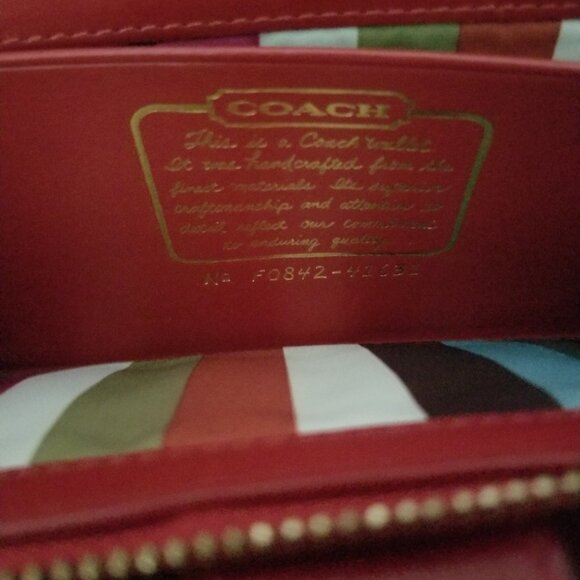 COACH
This is a Coach wallet
It was handcrafted from the
finest materials. Its superior
craftsmanship and attention to
detail reflect our commitment
to enduring quality.
No F0842-